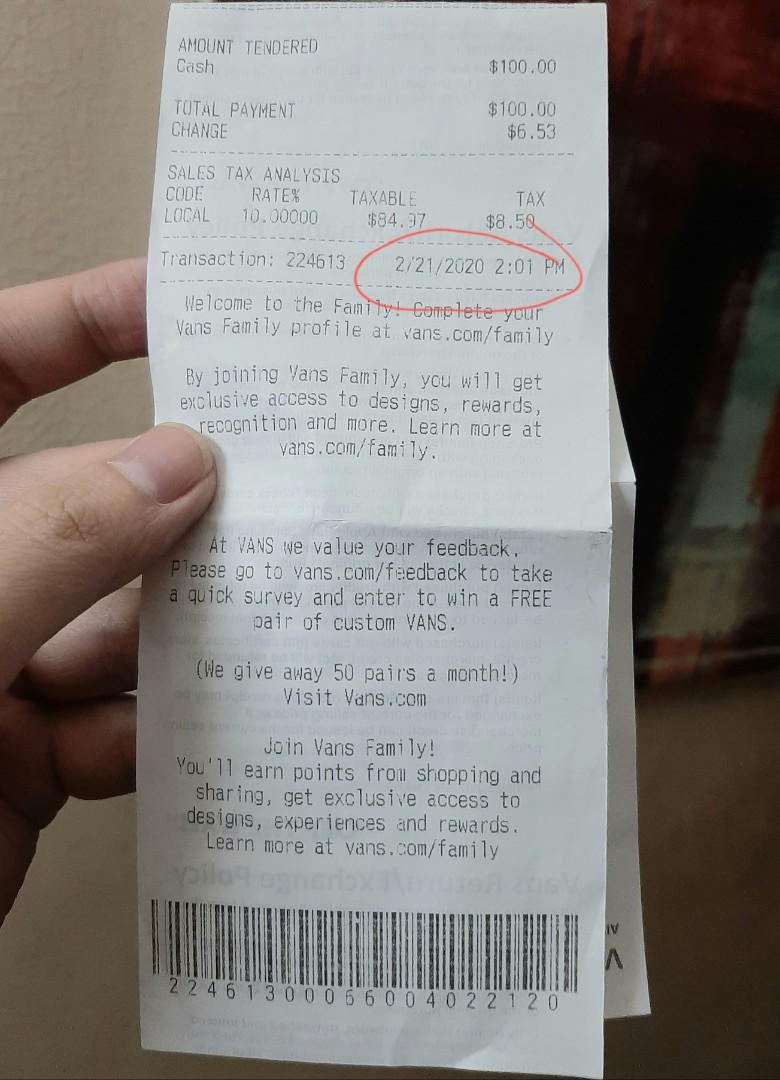 AMOUNT TENDERED
Cash $100.00
TOTAL PAYMENT $100.00
CHANGE $6.53
SALES TAX ANALYSIS
CODE RATE% TAXABLE TAX
LOCAL 10.00000 $84.97 $8.50
Transaction: 224613 2/21/2020 2:01 PM
Welcome to the Family! Complete your
Vans Family profile at vans.com/family
By joining Vans Family, you will get
exclusive access to designs, rewards,
recognition and more. Learn more at
vans.com/family.
At VANS we value your feedback.
Please go to vans.com/feedback to take
a quick survey and enter to win a FREE
pair of custom VANS.
(We give away 50 pairs a month!)
Visit Vans.com
Join Vans Family!
You'll earn points from shopping and
sharing, get exclusive access to
designs, experiences and rewards.
Learn more at vans.com/family
Vans Return/Exchange Policy
22461300066004022120